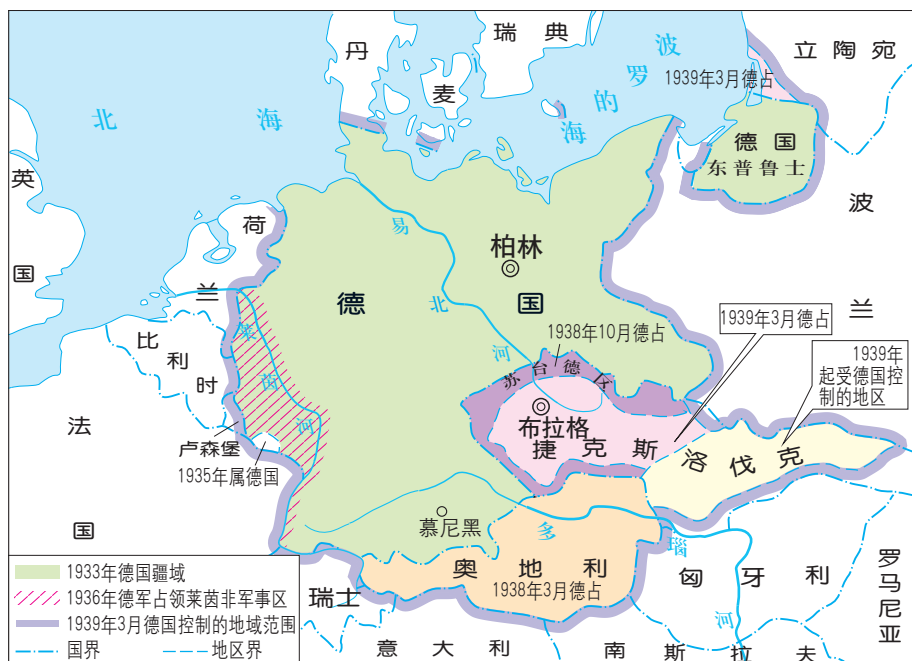 北海
波罗的海
丹麦
瑞典
立陶宛
1939年3月德占
德国
东普鲁士
英国
荷兰
波兰
易北河
柏林
德国
莱茵河
比利时
1938年10月德占
苏台德区
1939年3月德占
1939年
起受德国控
制的地区
布拉格
捷克斯洛伐克
法国
卢森堡
1935年属德国
慕尼黑
多瑙河
奥地利
1938年3月德占
匈牙利
罗马尼亚
瑞士
意大利
南斯拉夫
1933年德国疆域
1936年德军占领莱茵非军事区
1939年3月德国控制的地域范围
国界
地区界